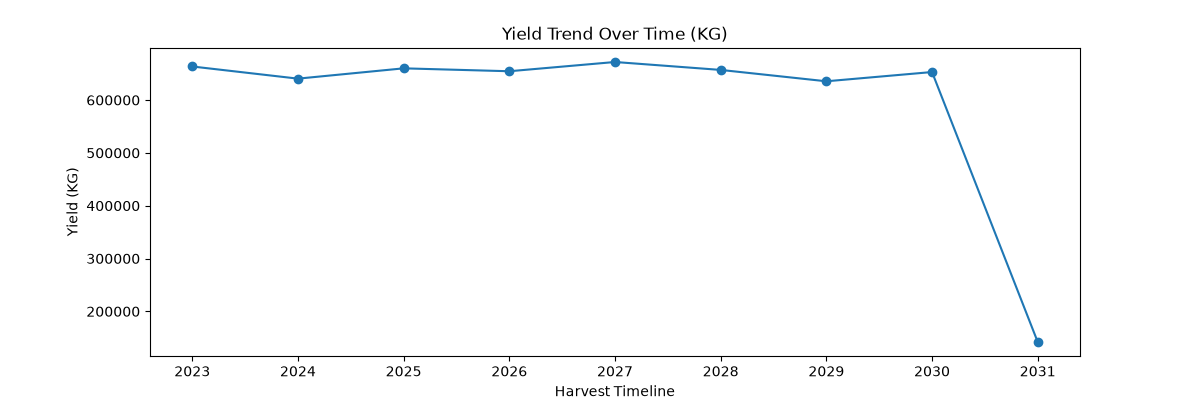 Yield Trend Over Time (KG)
Yield (KG)
600000
500000
400000
300000
200000
2023 2024 2025 2026 2027 2028 2029 2030 2031
Harvest Timeline